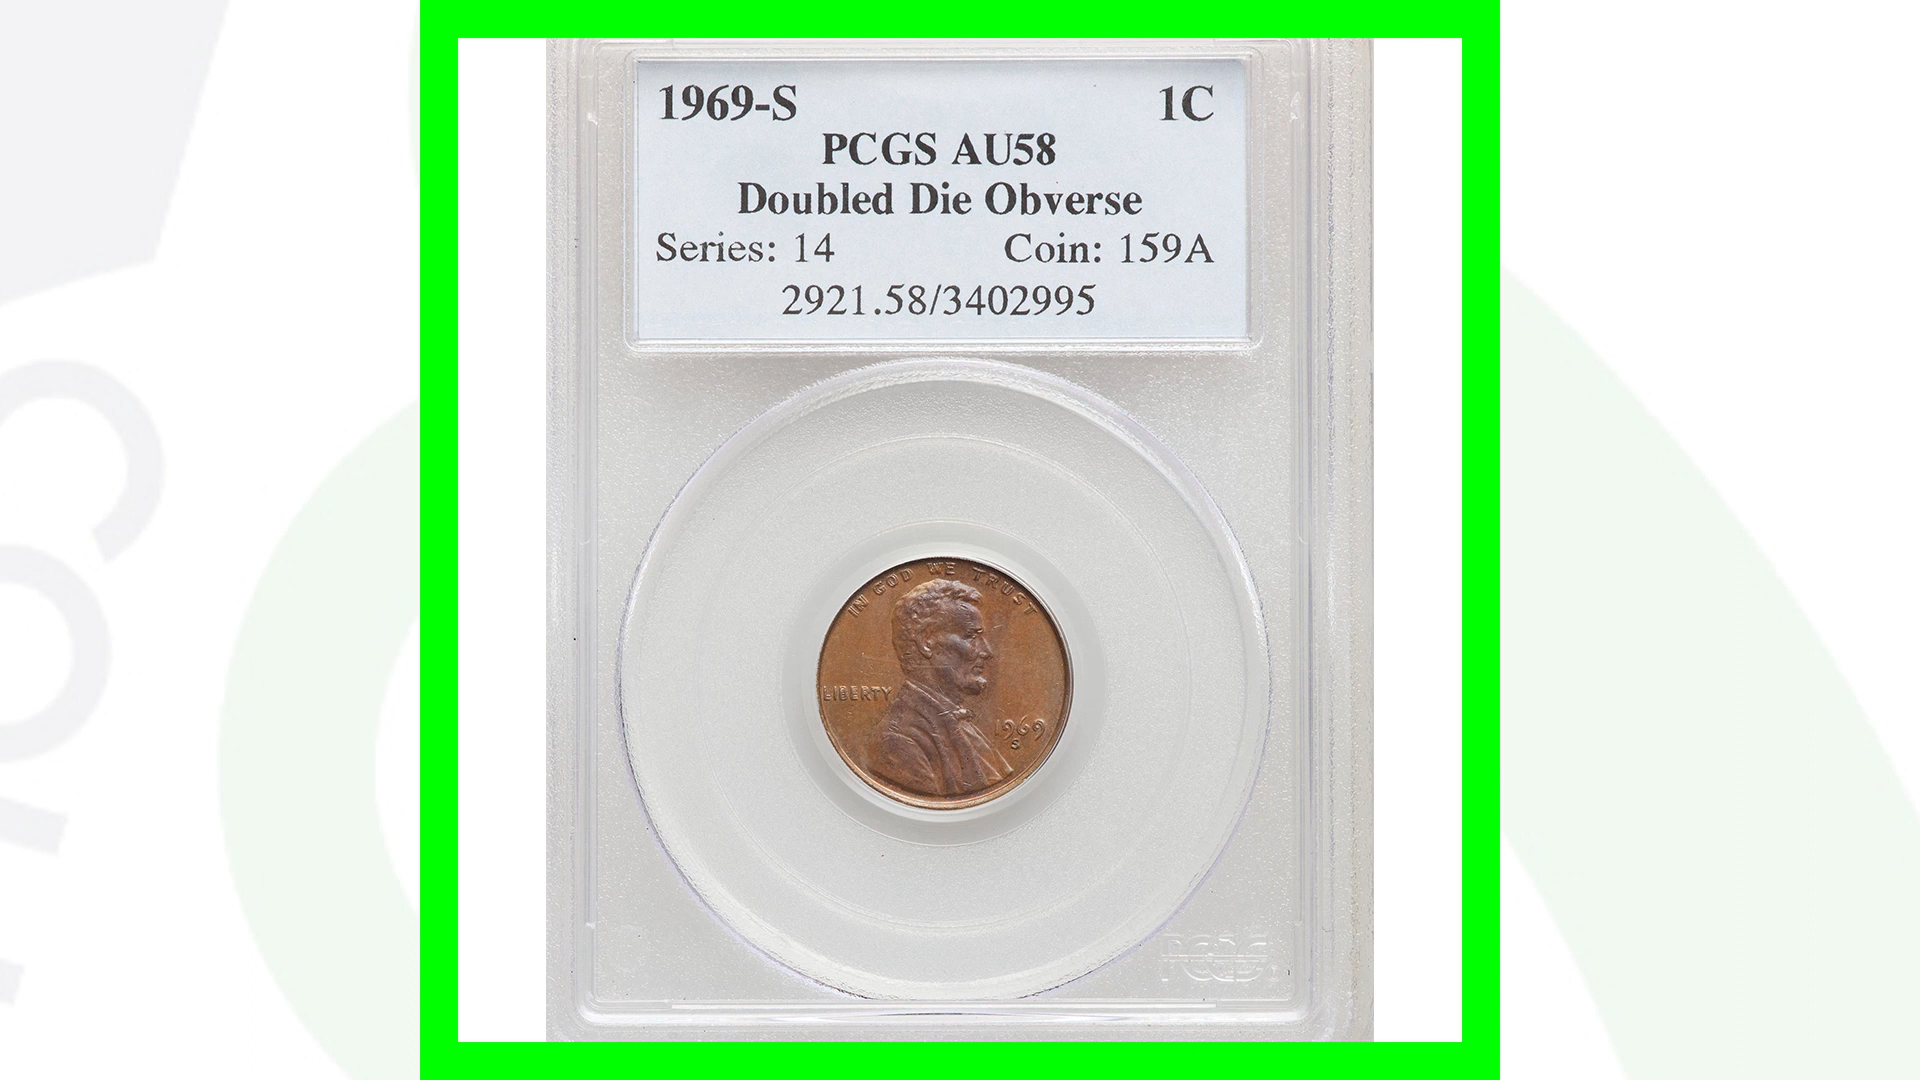 1969-S 1C
PCGS AU58
Doubled Die Obverse
Series: 14 Coin: 159A
2921.58/3402995
IN GOD WE TRUST
LIBERTY
1969
S
PCGS